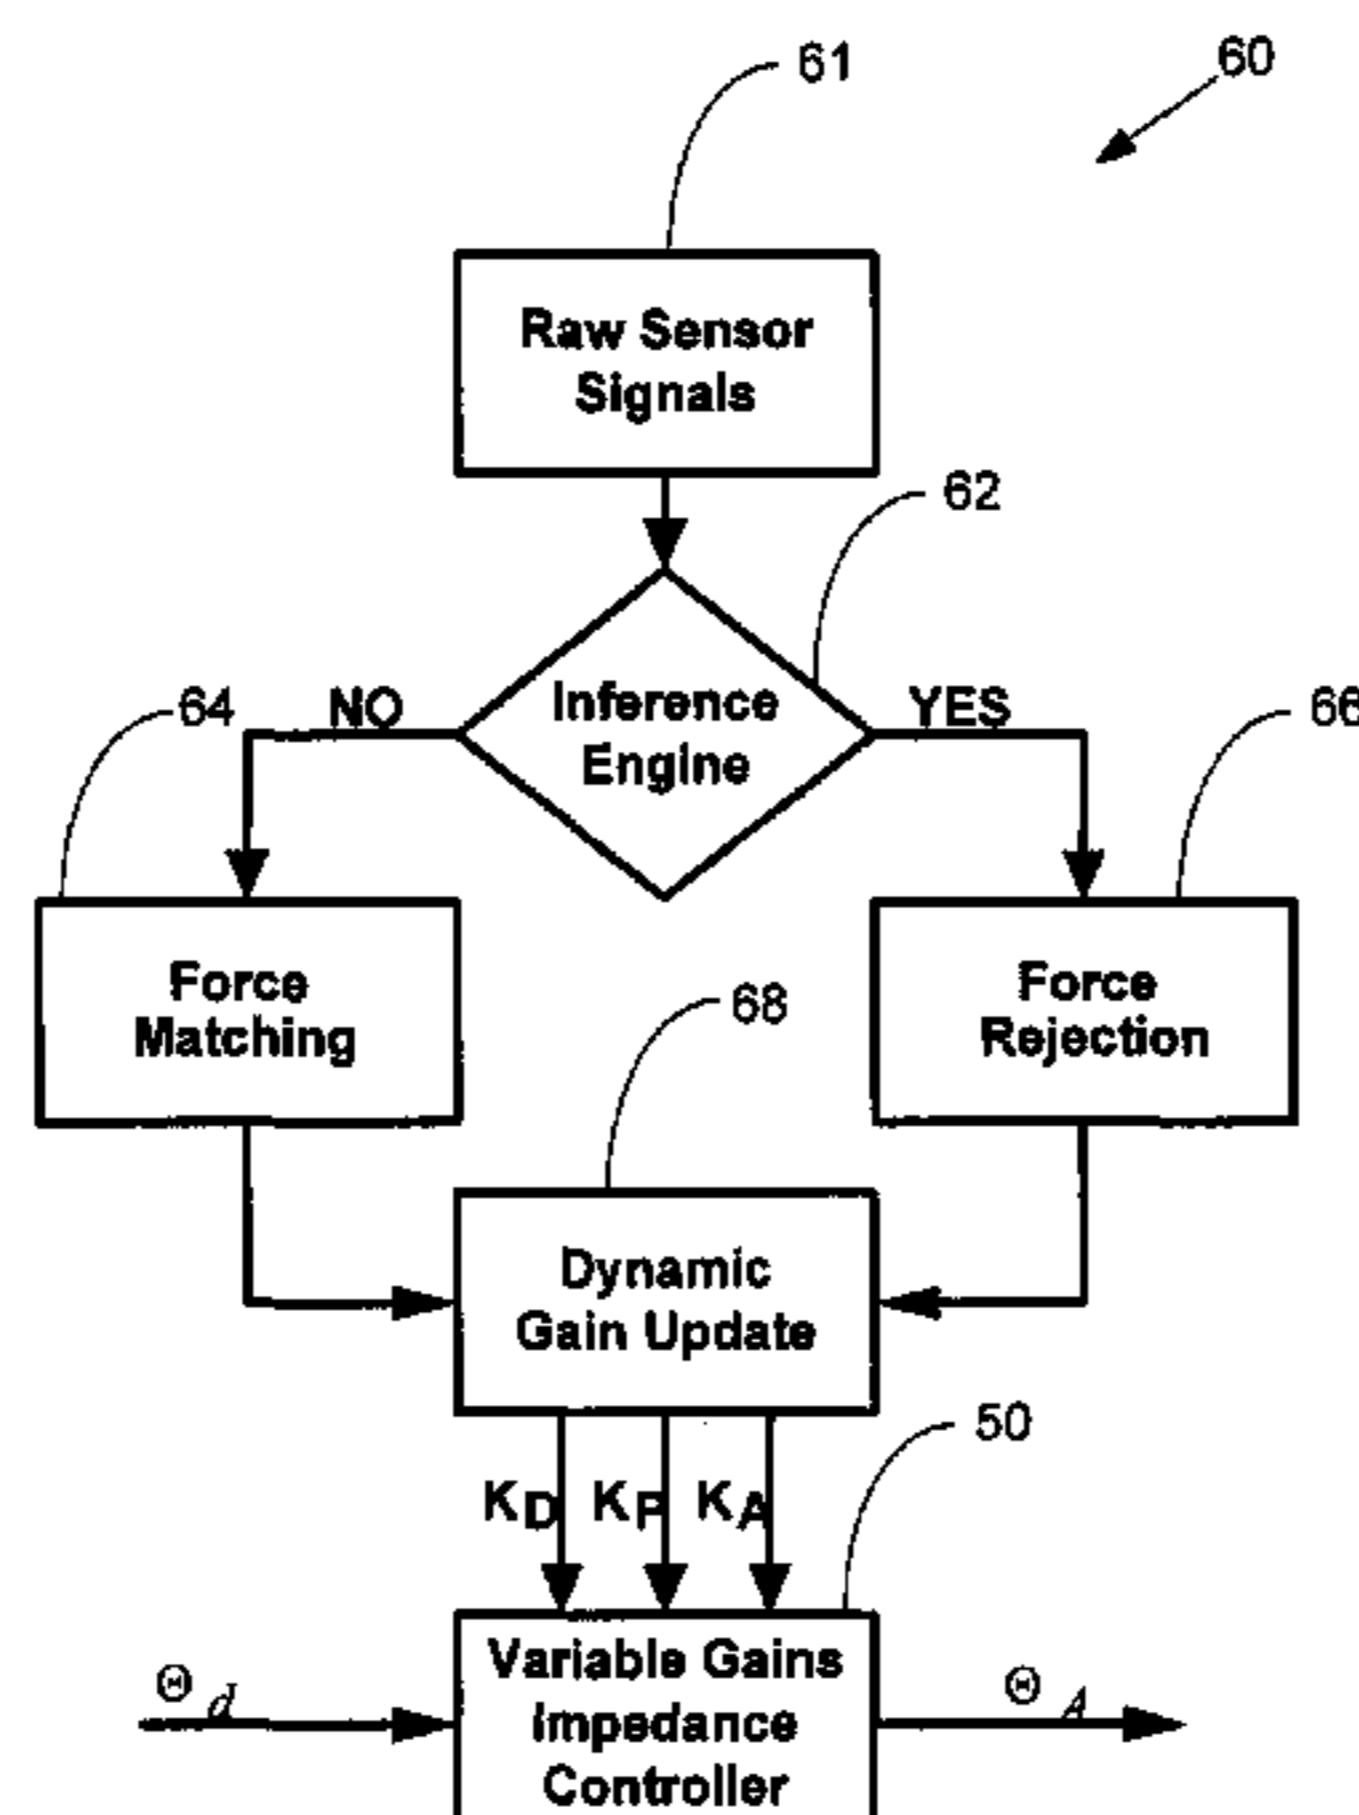 61
60
Raw Sensor
Signals
62
64
NO
Inference
Engine
YES
66
Force
Matching
68
Force
Rejection
Dynamic
Gain Update
50
KD KP KA
Θd
Variable Gains
Impedance
Controller
ΘA